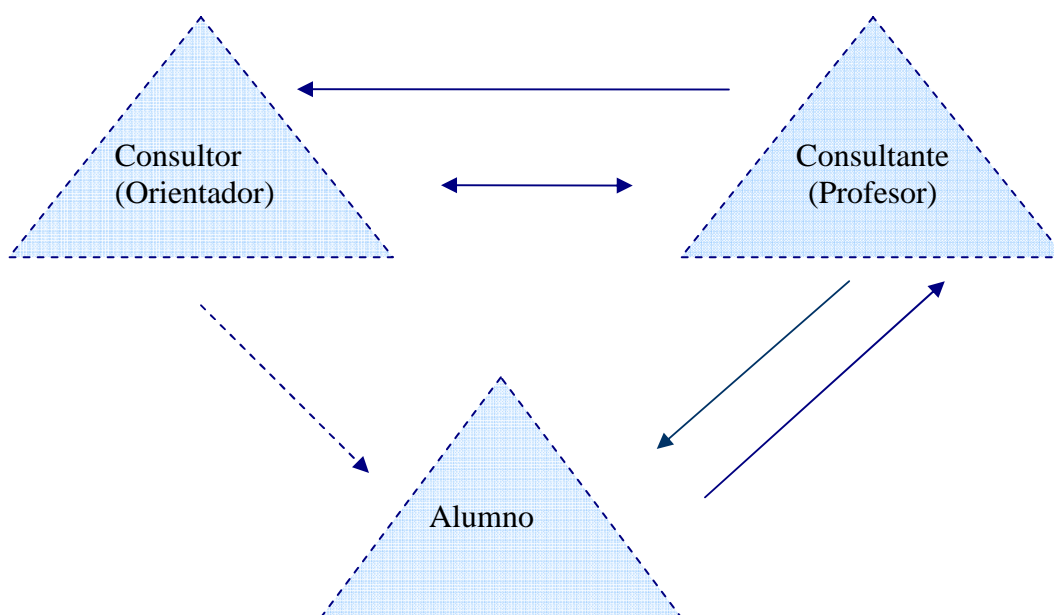 Consultor
(Orientador)
Consultante
(Profesor)
Alumno